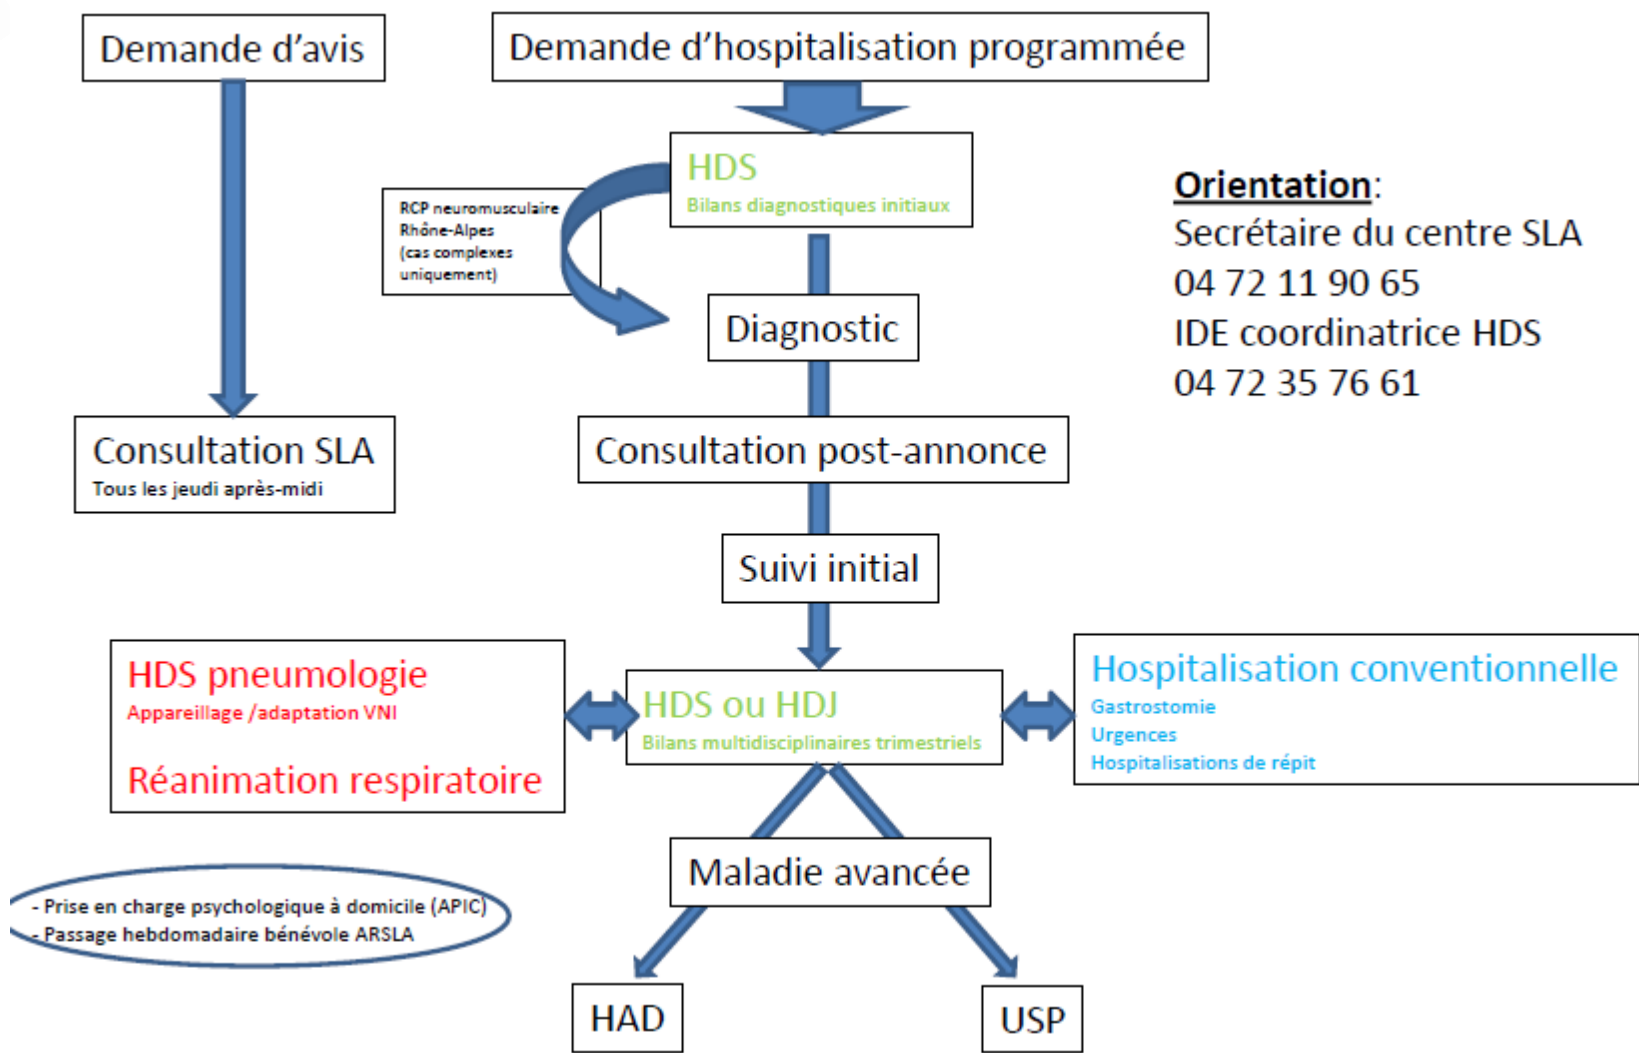 Demande d'avis
Demande d'hospitalisation programmée
HDS
Bilans diagnostiques initiaux
RCP neuromusculaire
Rhône-Alpes
(cas complexes
uniquement)
Orientation:
Secrétaire du centre SLA
04 72 11 90 65
IDE coordinatrice HDS
04 72 35 76 61
Diagnostic
Consultation SLA
Tous les jeudi après-midi
Consultation post-annonce
Suivi initial
HDS pneumologie
Appareillage /adaptation VNI
Réanimation respiratoire
HDS ou HDJ
Bilans multidisciplinaires trimestriels
Hospitalisation conventionnelle
Gastrostomie
Urgences
Hospitalisations de répit
Maladie avancée
- Prise en charge psychologique à domicile (APIC)
- Passage hebdomadaire bénévole ARSLA
HAD
USP